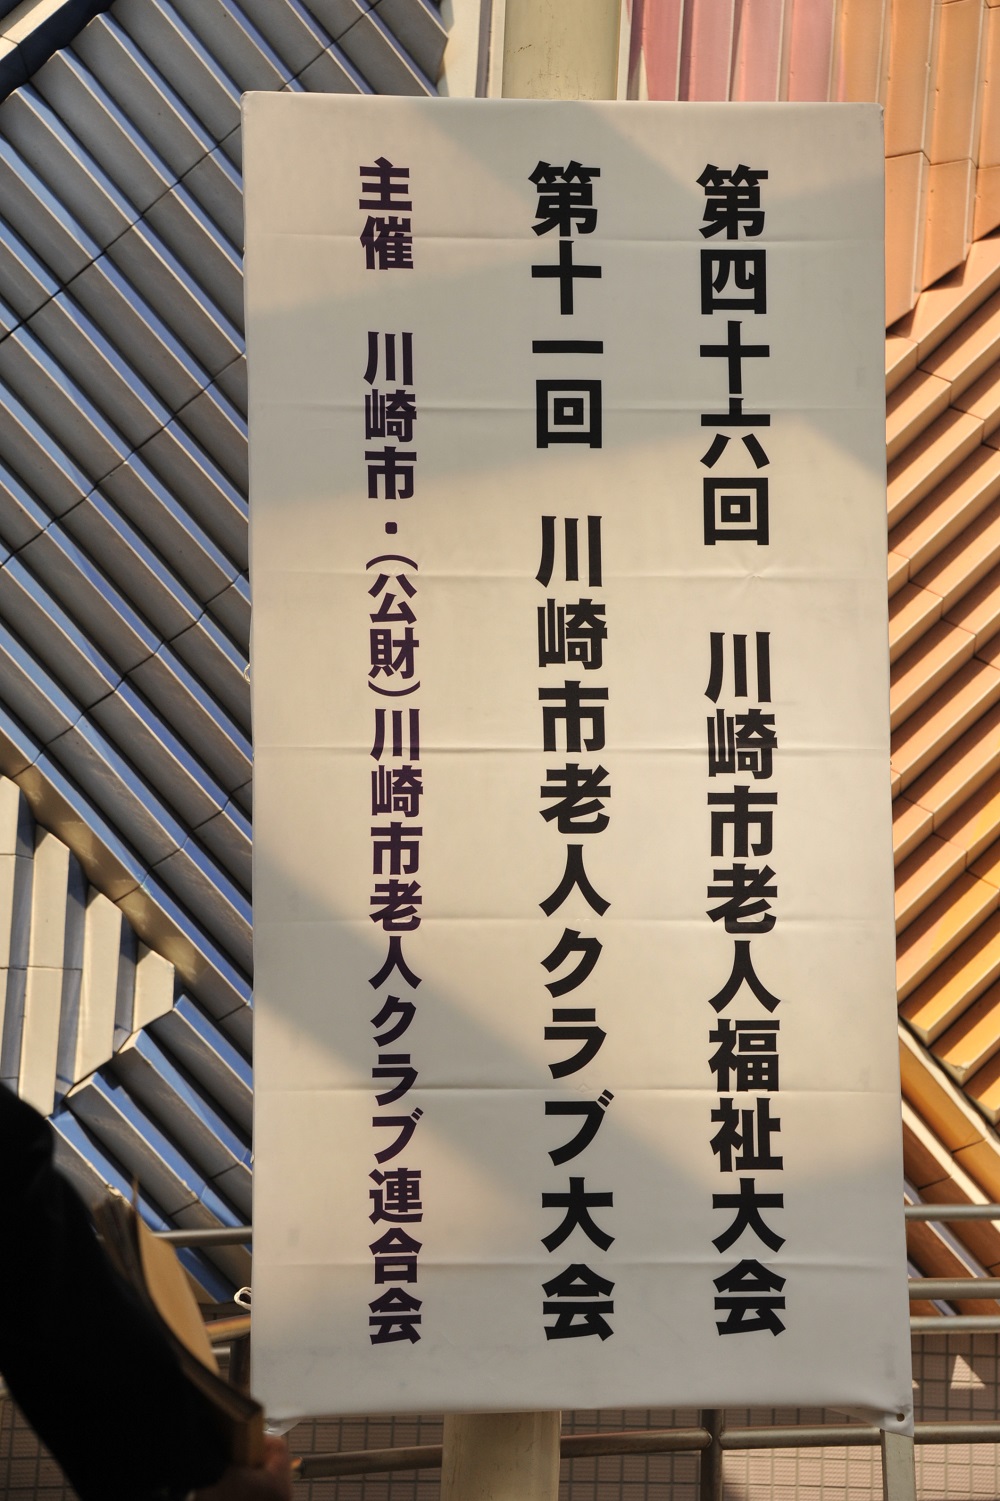 第四十六回 川崎市老人福祉大会
第十一回 川崎市老人クラブ大会
主催 川崎市・(公財)川崎市老人クラブ連合会